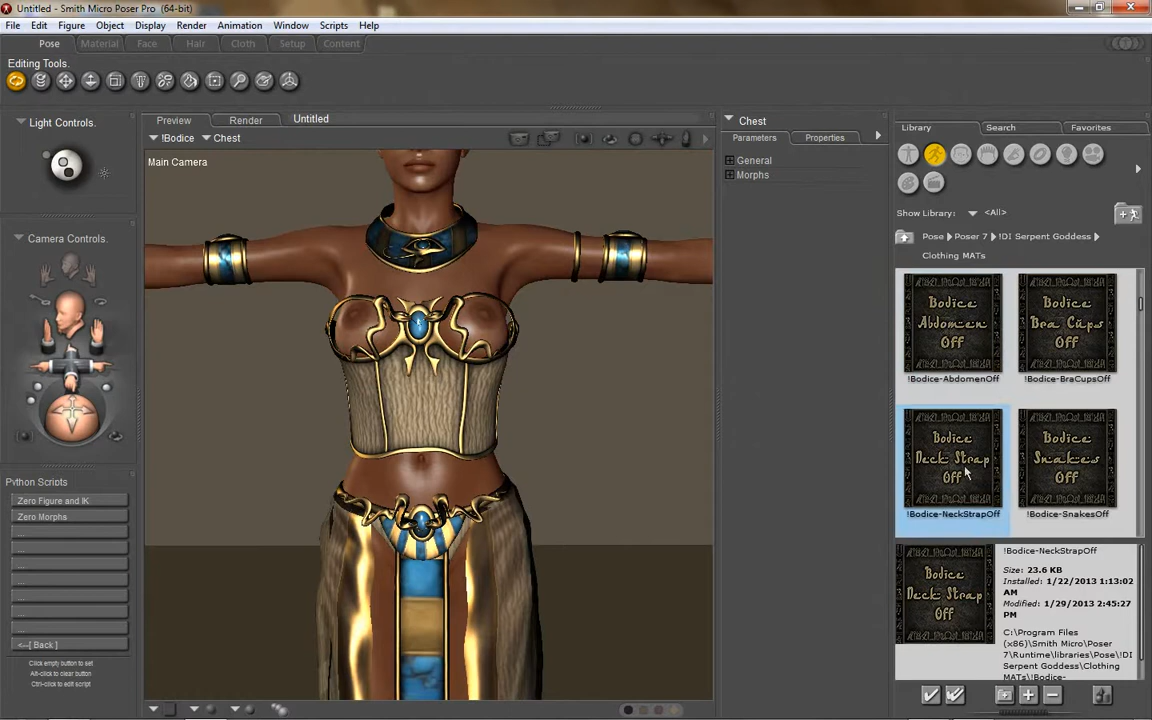 Untitled - Smith Micro Poser Pro (64-bit)
File Edit Figure Object Display Render Animation Window Scripts Help
Pose Material Face Hair Cloth Setup Content
Editing Tools.
Light Controls.
Preview Render Untitled
!Bodice Chest
Main Camera
Camera Controls.
Python Scripts
Zero Figure and IK
Zero Morphs
...
...
...
...
...
...
...
<--[ Back ]
Click empty button to set
Alt-click to clear button
Ctrl-click to edit script
Chest
Parameters Properties
General
Morphs
Library Search Favorites
Show Library: <All>
Pose Poser 7 !DI Serpent Goddess
Clothing MATs
Bodice Abdomen Off
!Bodice-AbdomenOff
Bodice Bra Cups Off
!Bodice-BraCupsOff
Bodice Neck Strap Off
!Bodice-NeckStrapOff
Bodice Snakes Off
!Bodice-SnakesOff
Bodice Neck Strap Off
!Bodice-NeckStrapOff
Size: 23.6 KB
Installed: 1/22/2013 1:13:02 AM
Modified: 1/29/2013 2:45:27 PM
C:\Program Files
(x86)\Smith Micro\Poser
7\Runtime\libraries\Pose\!DI
Serpent Goddess\Clothing
MATs\!Bodice-